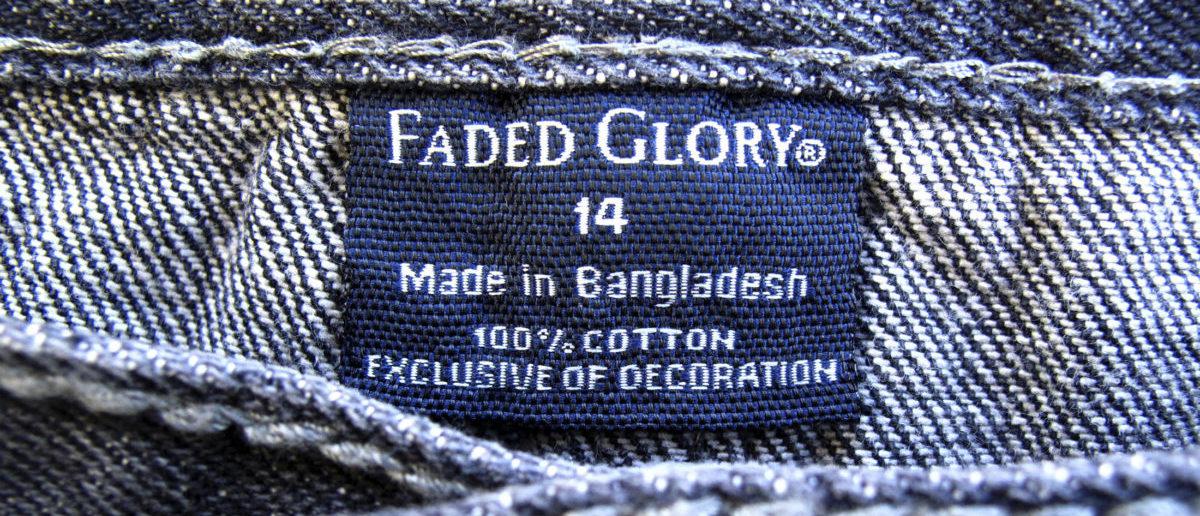 FADED GLORY®
14
Made in Bangladesh
100% COTTON
EXCLUSIVE OF DECORATION